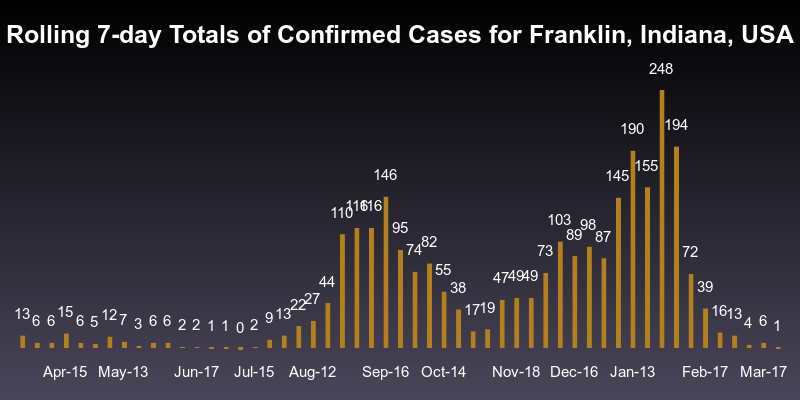 Rolling 7-day Totals of Confirmed Cases for Franklin, Indiana, USA
13 6 6 15 6 5 12 7 3 6 6 2 2 1 1 0 2 9 13 22 27 44 110 116 116 146 95 74 82 55 38 17 19 47 49 49 73 103 89 98 87 145 190 155 248 194 72 39 16 13 4 6 1
Apr-15 May-13 Jun-17 Jul-15 Aug-12 Sep-16 Oct-14 Nov-18 Dec-16 Jan-13 Feb-17 Mar-17